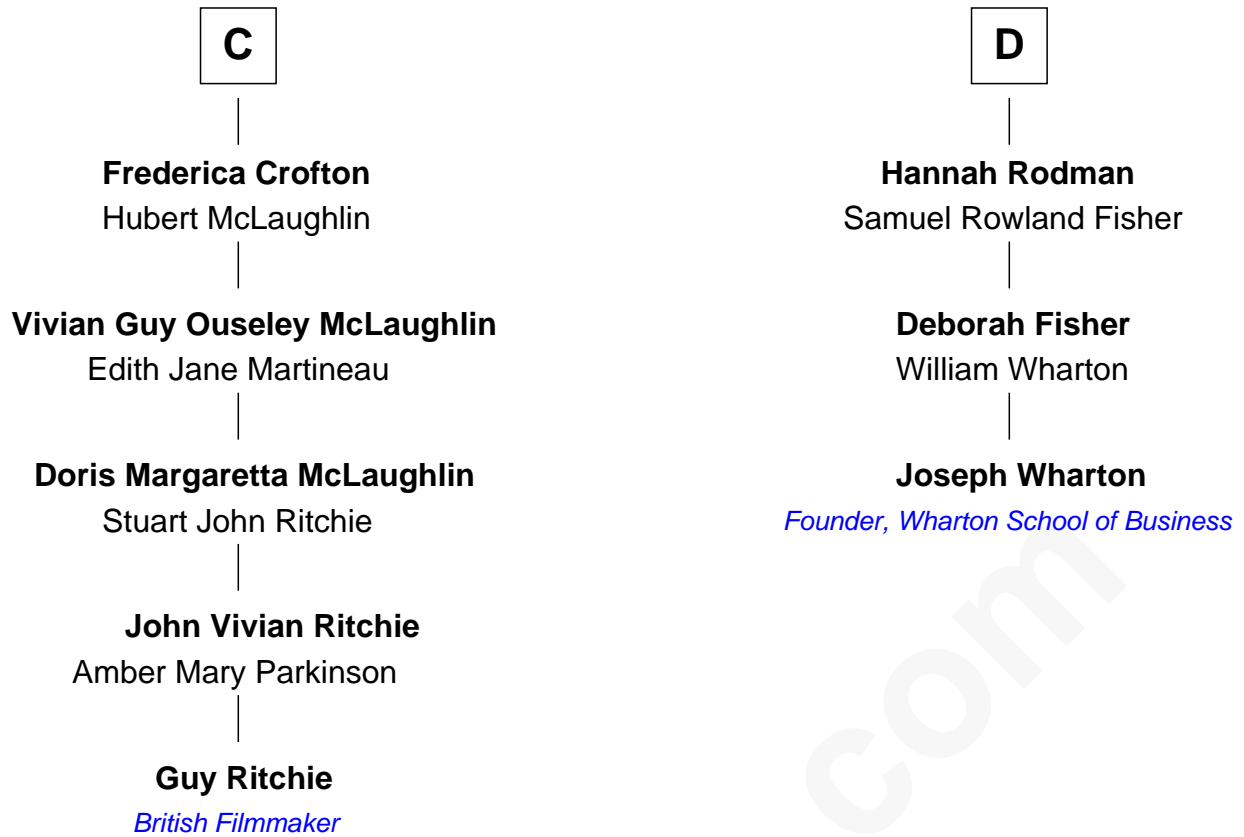 C
Frederica Crofton
Hubert McLaughlin
Vivian Guy Ouseley McLaughlin
Edith Jane Martineau
Doris Margaretta McLaughlin
Stuart John Ritchie
John Vivian Ritchie
Amber Mary Parkinson
Guy Ritchie
British Filmmaker
D
Hannah Rodman
Samuel Rowland Fisher
Deborah Fisher
William Wharton
Joseph Wharton
Founder, Wharton School of Business
com